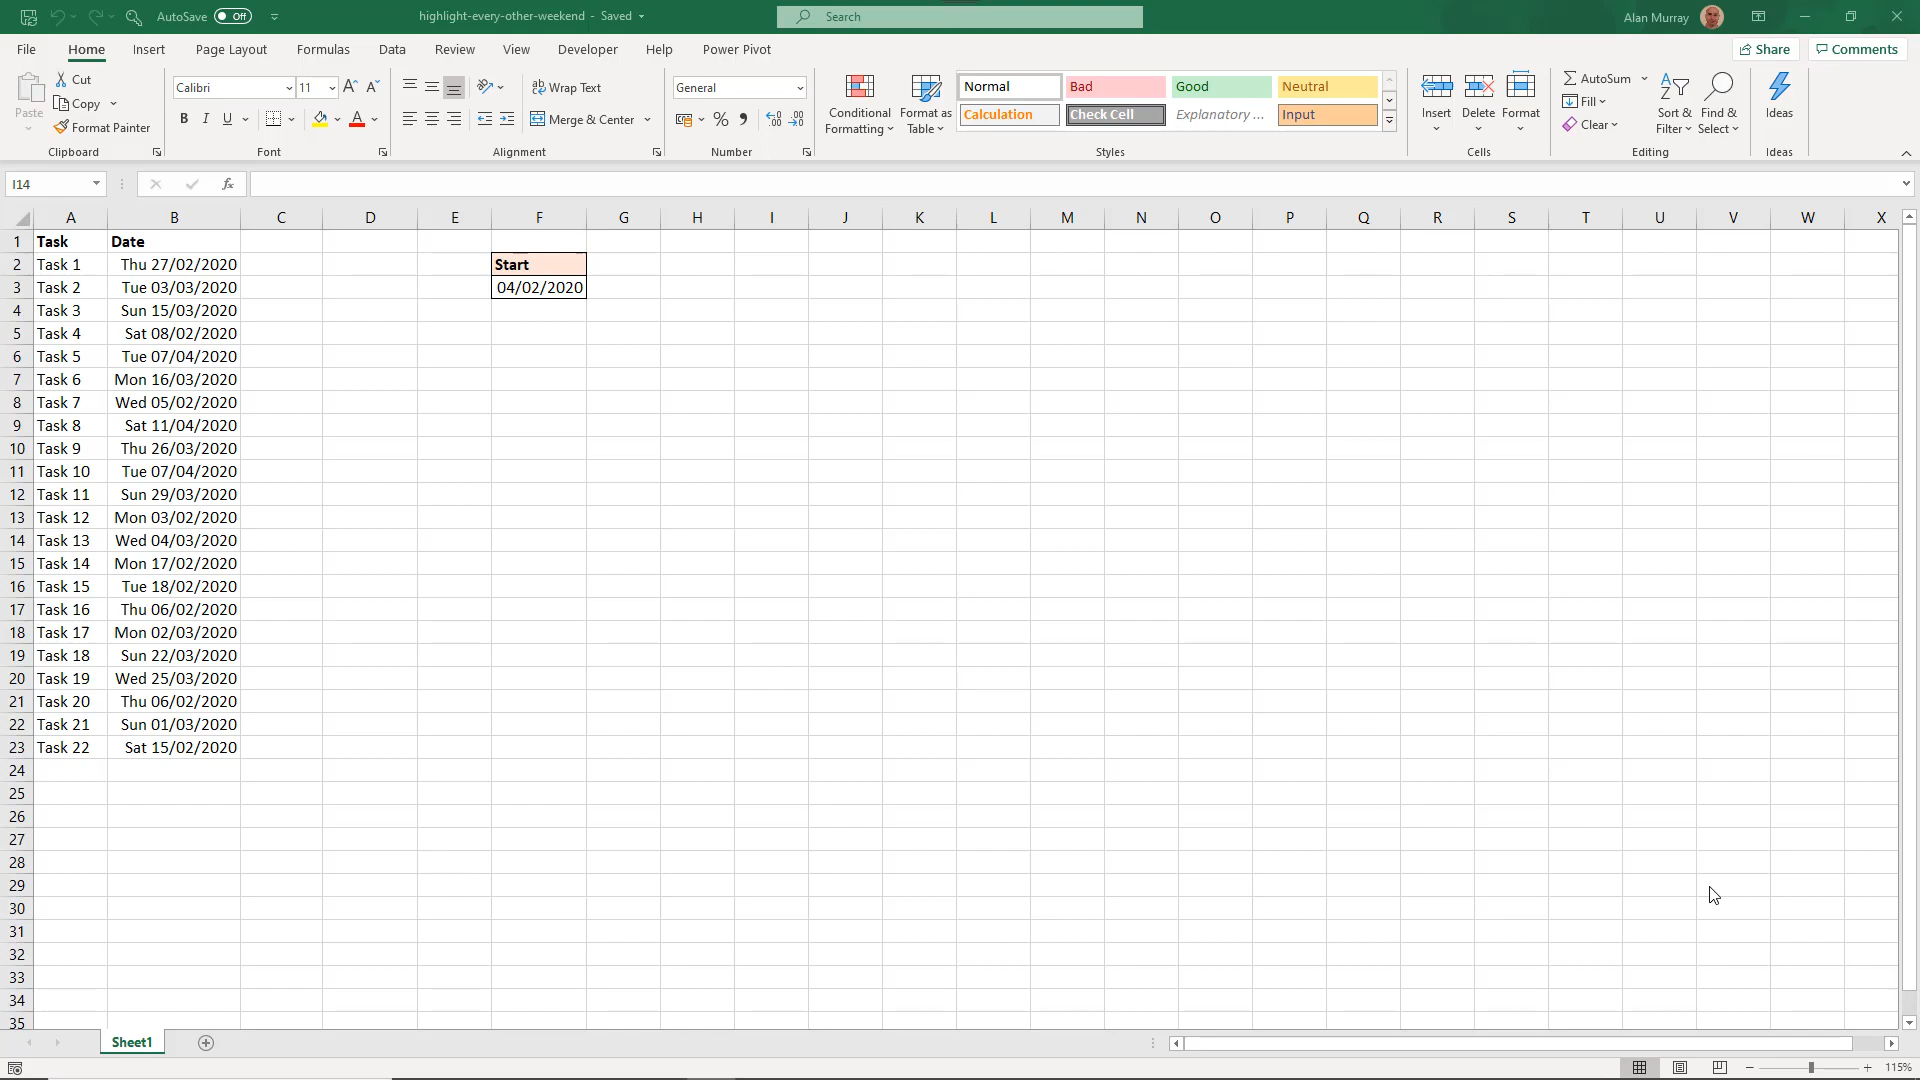 AutoSave Off highlight-every-other-weekend - Saved Search Alan Murray
File Home Insert Page Layout Formulas Data Review View Developer Help Power Pivot Share Comments
Paste
Cut
Copy
Format Painter
Clipboard
Calibri 11
B I U A
Font
Wrap Text
Merge & Center
Alignment
General
%
Number
Conditional Formatting
Format as Table
Normal Bad Good Neutral
Calculation Check Cell Explanatory ... Input
Styles
Insert Delete Format
Cells
AutoSum
Fill
Clear
Sort & Filter
Find & Select
Editing
Ideas
Ideas
I14 fx
A B C D E F G H I J K L M N O P Q R S T U V W X
1 Task Date
2 Task 1 Thu 27/02/2020 Start
3 Task 2 Tue 03/03/2020 04/02/2020
4 Task 3 Sun 15/03/2020
5 Task 4 Sat 08/02/2020
6 Task 5 Tue 07/04/2020
7 Task 6 Mon 16/03/2020
8 Task 7 Wed 05/02/2020
9 Task 8 Sat 11/04/2020
10 Task 9 Thu 26/03/2020
11 Task 10 Tue 07/04/2020
12 Task 11 Sun 29/03/2020
13 Task 12 Mon 03/02/2020
14 Task 13 Wed 04/03/2020
15 Task 14 Mon 17/02/2020
16 Task 15 Tue 18/02/2020
17 Task 16 Thu 06/02/2020
18 Task 17 Mon 02/03/2020
19 Task 18 Sun 22/03/2020
20 Task 19 Wed 25/03/2020
21 Task 20 Thu 06/02/2020
22 Task 21 Sun 01/03/2020
23 Task 22 Sat 15/02/2020
24
25
26
27
28
29
30
31
32
33
34
35
Sheet1
115%